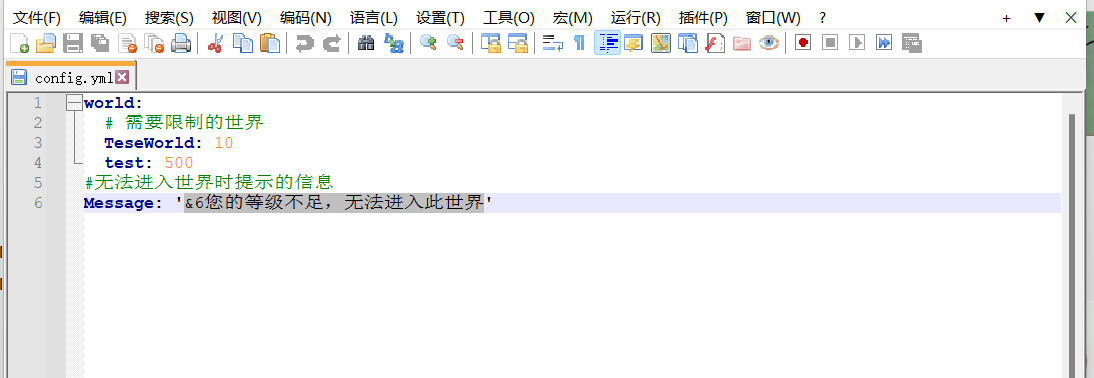 文件(F) 编辑(E) 搜索(S) 视图(V) 编码(N) 语言(L) 设置(T) 工具(O) 宏(M) 运行(R) 插件(P) 窗口(W) ? + ▼ ✕
config.yml
1 world:
2 # 需要限制的世界
3 TeseWorld: 10
4 test: 500
5 #无法进入世界时提示的信息
6 Message: '&6您的等级不足，无法进入此世界'